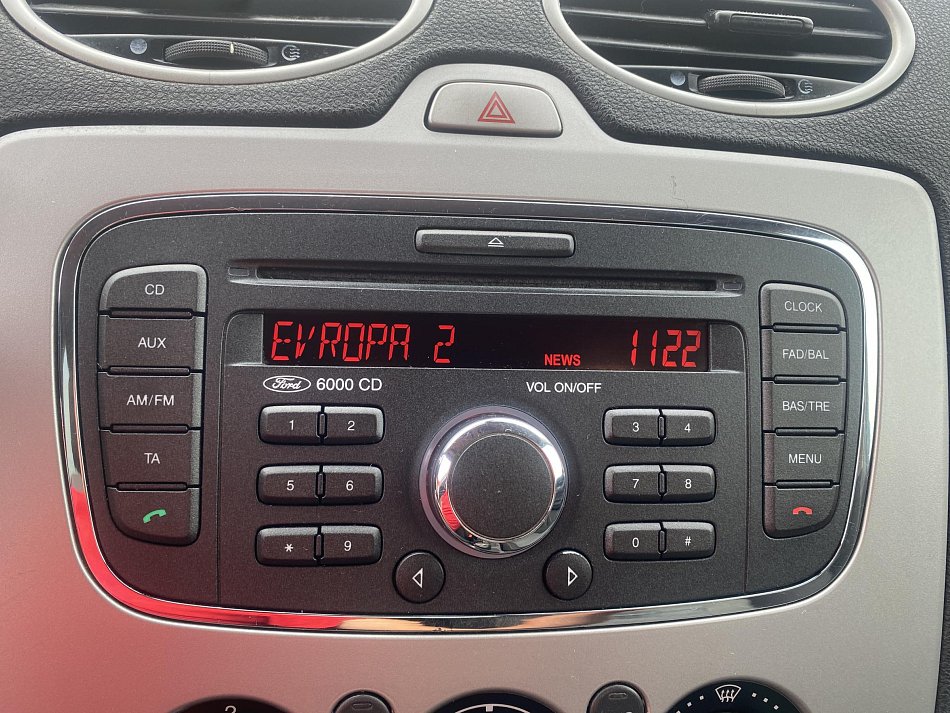 CD
AUX
AM/FM
TA
EVROPA 2 NEWS 1122
Ford 6000 CD
VOL ON/OFF
1 2
5 6
* 9
3 4
7 8
0 #
CLOCK
FAD/BAL
BAS/TRE
MENU